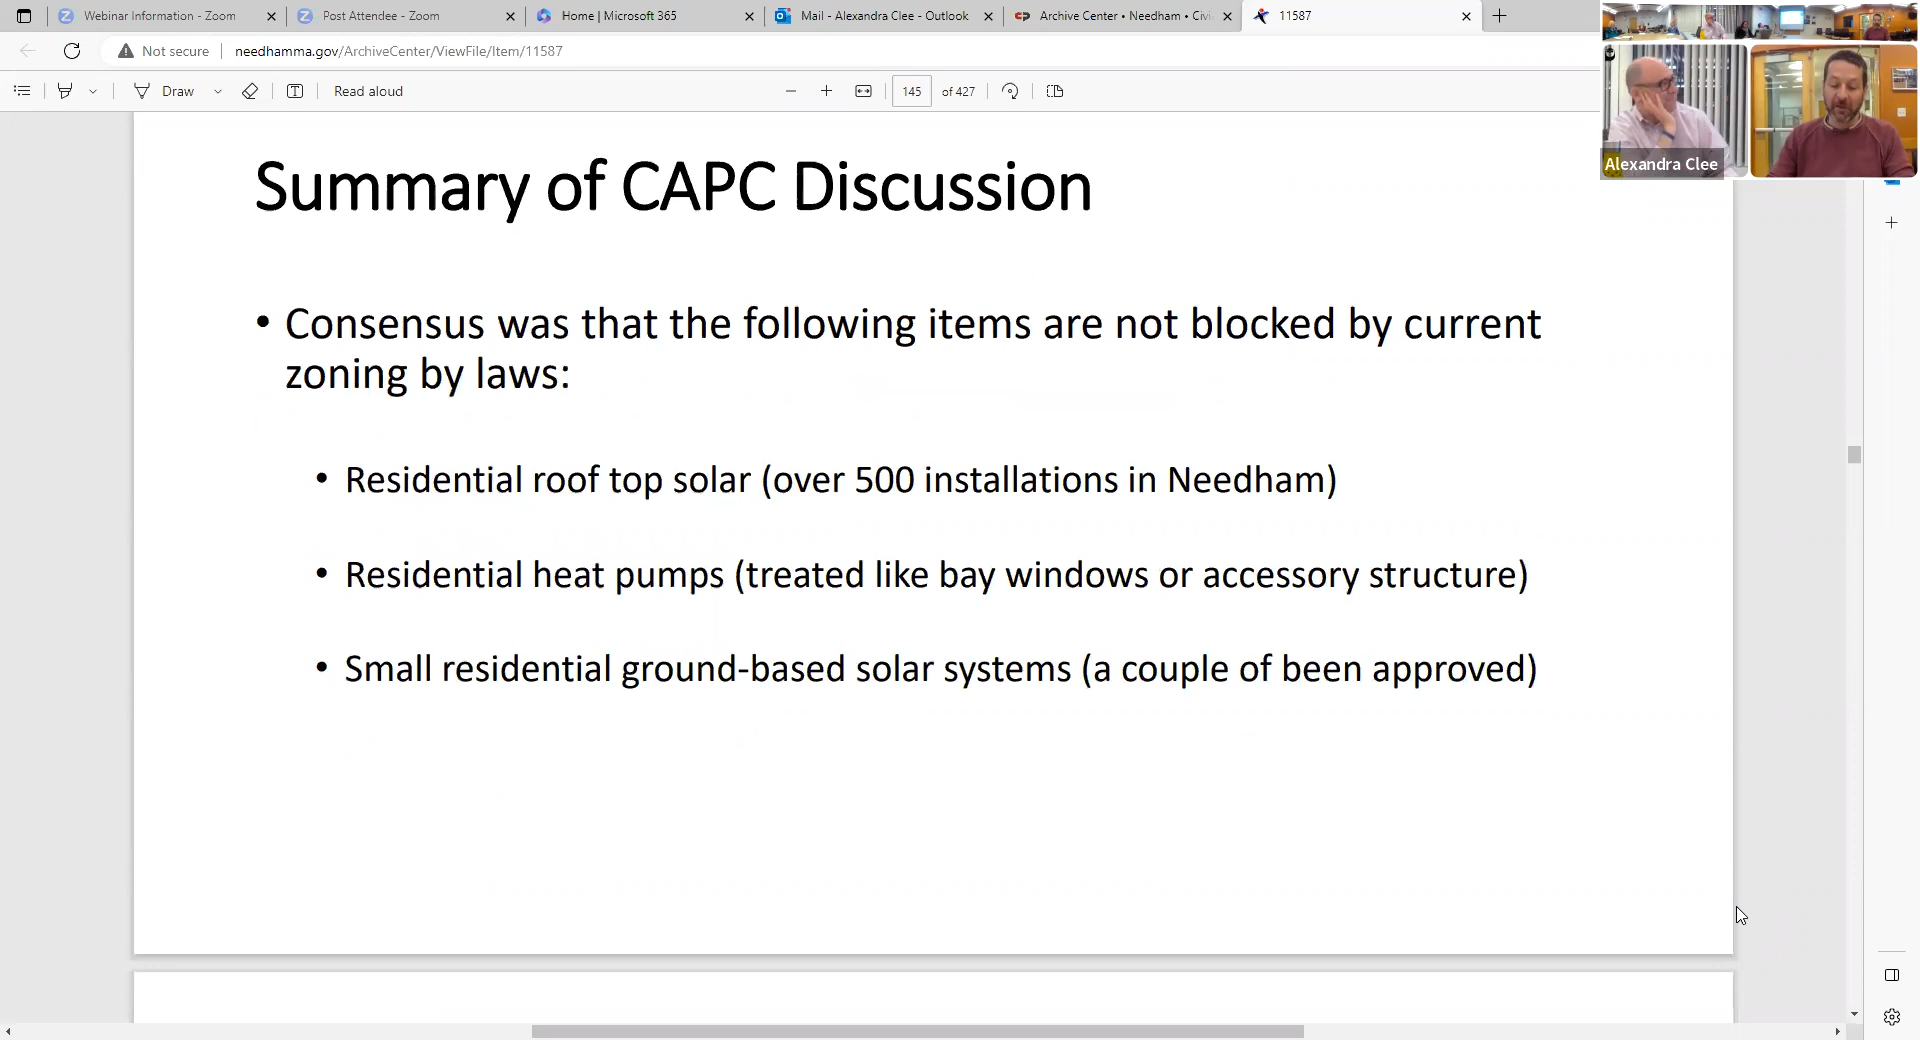 Webinar Information - Zoom
Post Attendee - Zoom
Home | Microsoft 365
Mail - Alexandra Clee - Outlook
Archive Center • Needham • Civi
11587
Not secure
needhamma.gov/ArchiveCenter/ViewFile/Item/11587
Draw
Read aloud
145 of 427
Alexandra Clee
Summary of CAPC Discussion
• Consensus was that the following items are not blocked by current
zoning by laws:
• Residential roof top solar (over 500 installations in Needham)
• Residential heat pumps (treated like bay windows or accessory structure)
• Small residential ground-based solar systems (a couple of been approved)